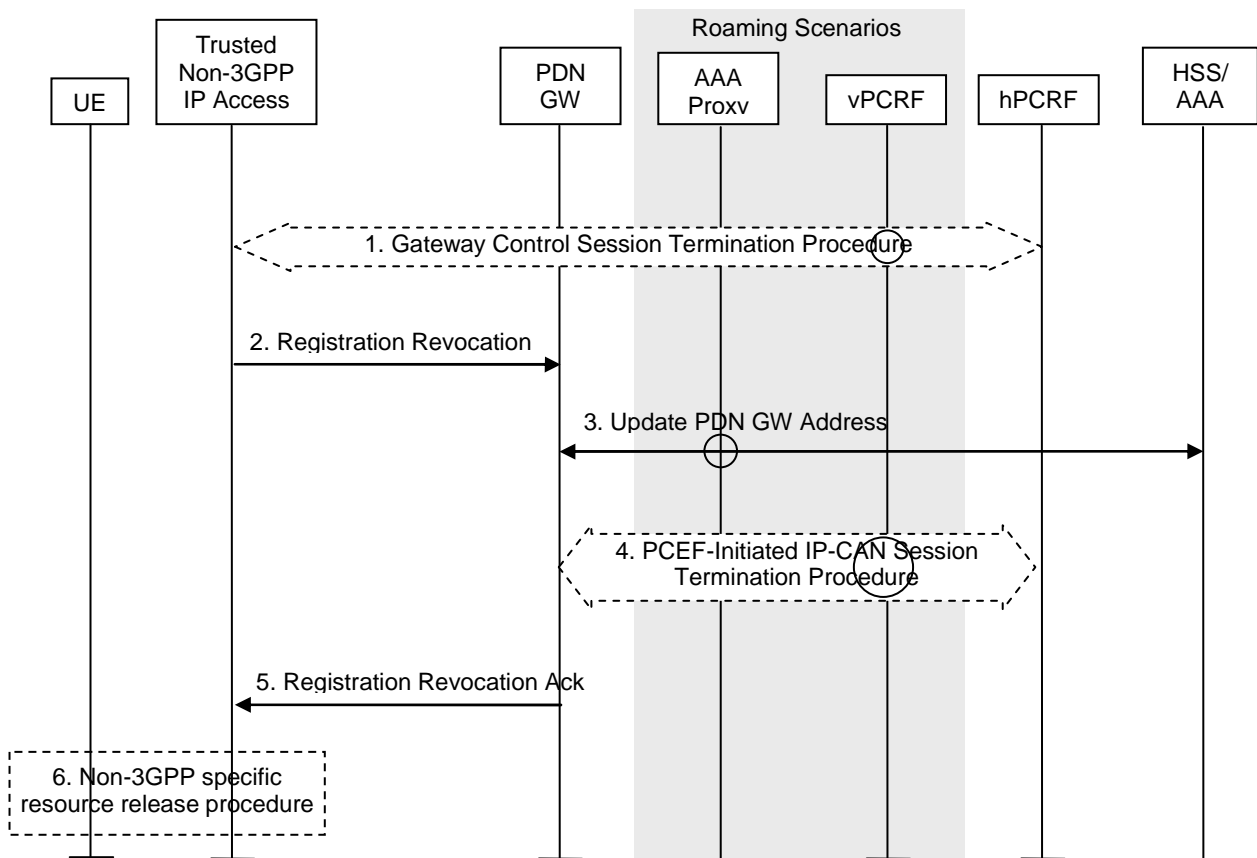 Roaming Scenarios
UE
Trusted
Non-3GPP
IP Access
PDN
GW
AAA
Proxv
vPCRF
hPCRF
HSS/
AAA
1. Gateway Control Session Termination Procedure
2. Registration Revocation
3. Update PDN GW Address
4. PCEF-Initiated IP-CAN Session
Termination Procedure
5. Registration Revocation Ack
6. Non-3GPP specific
resource release procedure